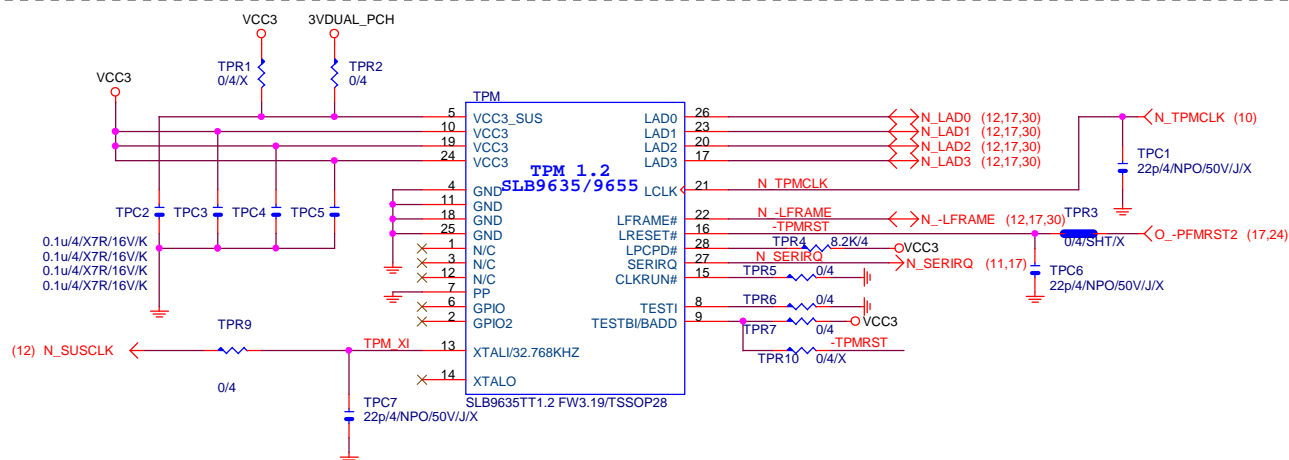 VCC3 3VDUAL_PCH
TPR1
0/4/X
TPR2
0/4
VCC3
TPM
5 VCC3_SUS
10 VCC3
19 VCC3
24 VCC3
4 GND
11 GND
18 GND
25 GND
1 N/C
3 N/C
12 N/C
7 PP
6 GPIO
2 GPIO2
13 XTALI/32.768KHZ
14 XTALO
TPM 1.2
SLB9635/9655
LAD0 26 N_LAD0 (12,17,30)
LAD1 23 N_LAD1 (12,17,30)
LAD2 20 N_LAD2 (12,17,30)
LAD3 17 N_LAD3 (12,17,30)
LCLK 21 N_TPMCLK
LFRAME# 22 N_-LFRAME N_-LFRAME (12,17,30)
LRESET# 16 -TPMRST
LPCPD# 28 TPR4 8.2K/4 VCC3
SERIRQ 27 N_SERIRQ N_SERIRQ (11,17)
CLKRUN# 15 TPR5 0/4
TESTI 8 TPR6 0/4
TESTBI/BADD 9 TPR7 0/4 VCC3
TPR10 0/4/X -TPMRST
SLB9635TT1.2 FW3.19/TSSOP28
N_TPMCLK (10)
TPC1
22p/4/NPO/50V/J/X
TPR3
0/4/SHT/X
O_-PFMRST2 (17,24)
TPC6
22p/4/NPO/50V/J/X
TPC2 TPC3 TPC4 TPC5
0.1u/4/X7R/16V/K
0.1u/4/X7R/16V/K
0.1u/4/X7R/16V/K
0.1u/4/X7R/16V/K
TPR9
(12) N_SUSCLK
TPM_XI
0/4
TPC7
22p/4/NPO/50V/J/X